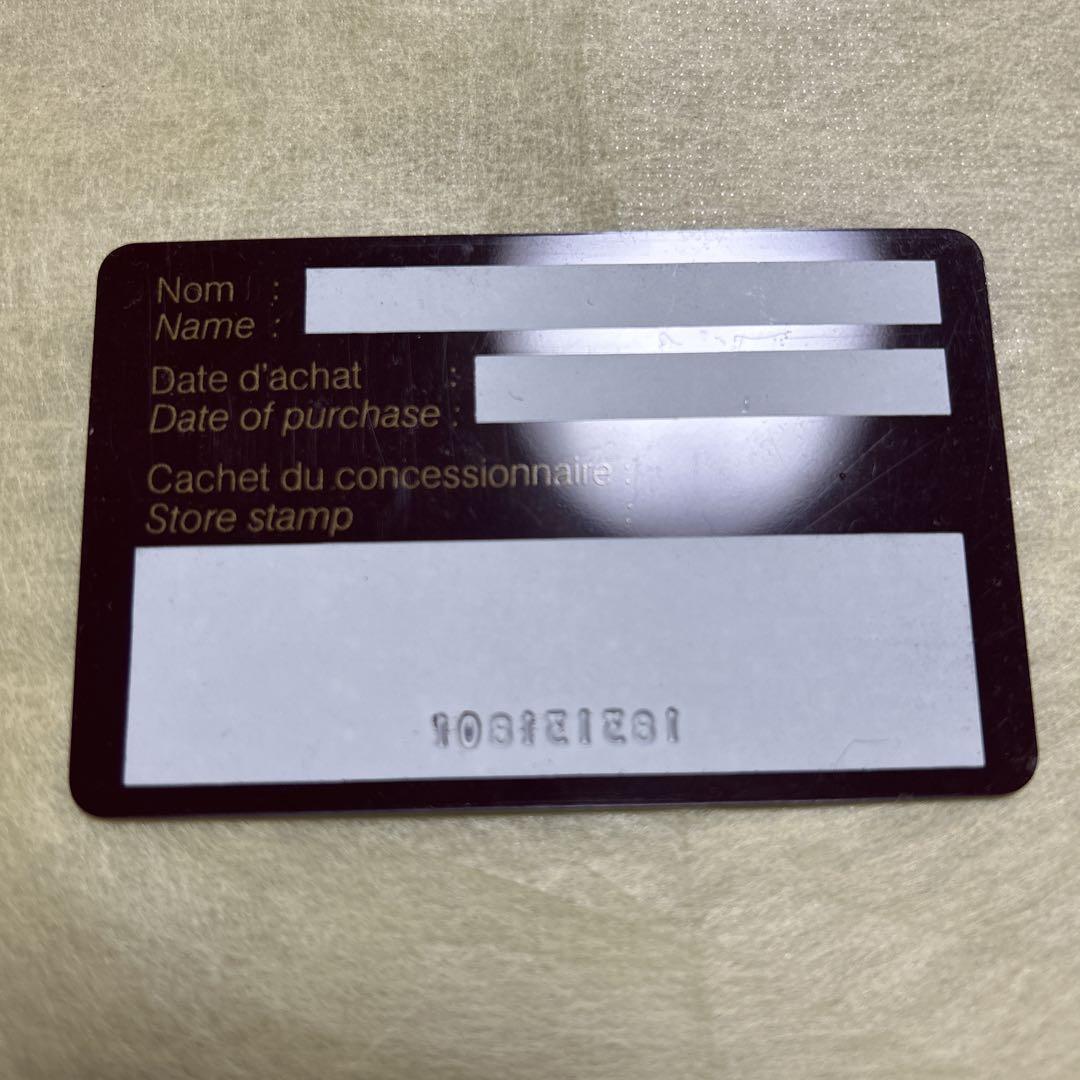 Nom :
Name :
Date d'achat :
Date of purchase :
Cachet du concessionnaire :
Store stamp :